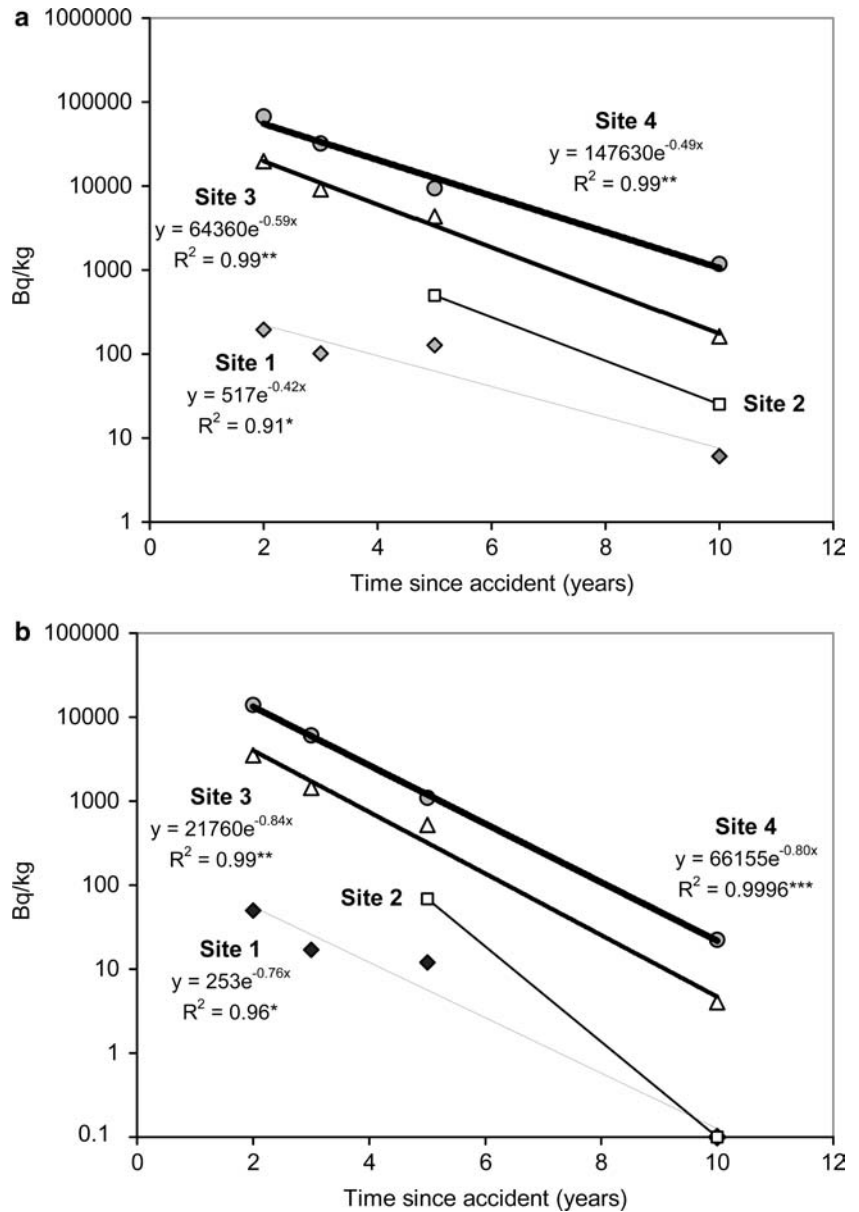 a
1000000
100000
10000
1000
100
10
1
Bq/kg
Site 4
y = 147630e^-0.49x
R² = 0.99**
Site 3
y = 64360e^-0.59x
R² = 0.99**
Site 1
y = 517e^-0.42x
R² = 0.91*
Site 2
0 2 4 6 8 10 12
Time since accident (years)
b
100000
10000
1000
100
10
1
0.1
Bq/kg
Site 3
y = 21760e^-0.84x
R² = 0.99**
Site 4
y = 66155e^-0.80x
R² = 0.9996***
Site 2
Site 1
y = 253e^-0.76x
R² = 0.96*
0 2 4 6 8 10 12
Time since accident (years)